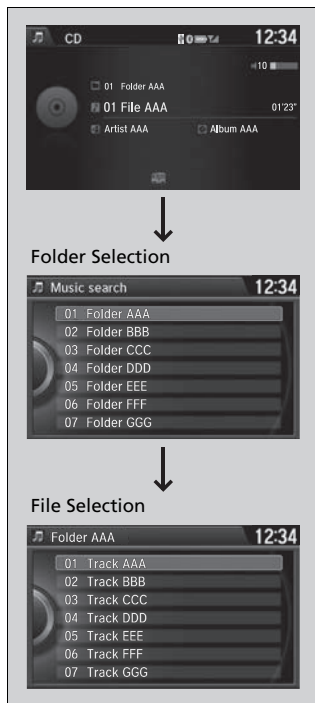 CD 12:34
10
01 Folder AAA
01 File AAA 01'23"
Artist AAA Album AAA
Folder Selection
Music search 12:34
01 Folder AAA
02 Folder BBB
03 Folder CCC
04 Folder DDD
05 Folder EEE
06 Folder FFF
07 Folder GGG
File Selection
Folder AAA 12:34
01 Track AAA
02 Track BBB
03 Track CCC
04 Track DDD
05 Track EEE
06 Track FFF
07 Track GGG